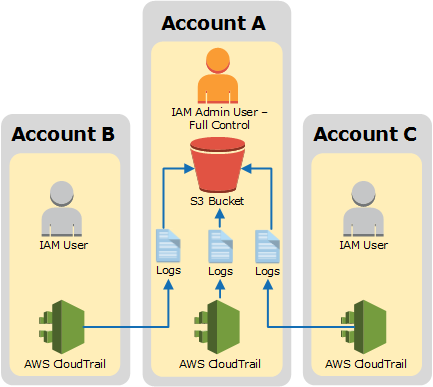 Account A
IAM Admin User –
Full Control
S3 Bucket
Logs
Logs
Logs
AWS CloudTrail
Account B
IAM User
AWS CloudTrail
Account C
IAM User
AWS CloudTrail